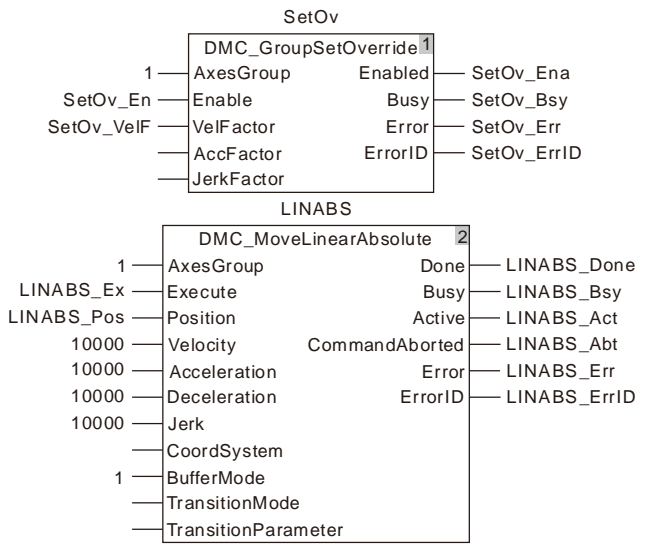 SetOv
DMC_GroupSetOverride 1
1 AxesGroup Enabled SetOv_Ena
SetOv_En Enable Busy SetOv_Bsy
SetOv_VelF VelFactor Error SetOv_Err
AccFactor ErrorID SetOv_ErrID
JerkFactor
LINABS
DMC_MoveLinearAbsolute 2
1 AxesGroup Done LINABS_Done
LINABS_Ex Execute Busy LINABS_Bsy
LINABS_Pos Position Active LINABS_Act
10000 Velocity CommandAborted LINABS_Abt
10000 Acceleration Error LINABS_Err
10000 Deceleration ErrorID LINABS_ErrID
10000 Jerk
CoordSystem
1 BufferMode
TransitionMode
TransitionParameter